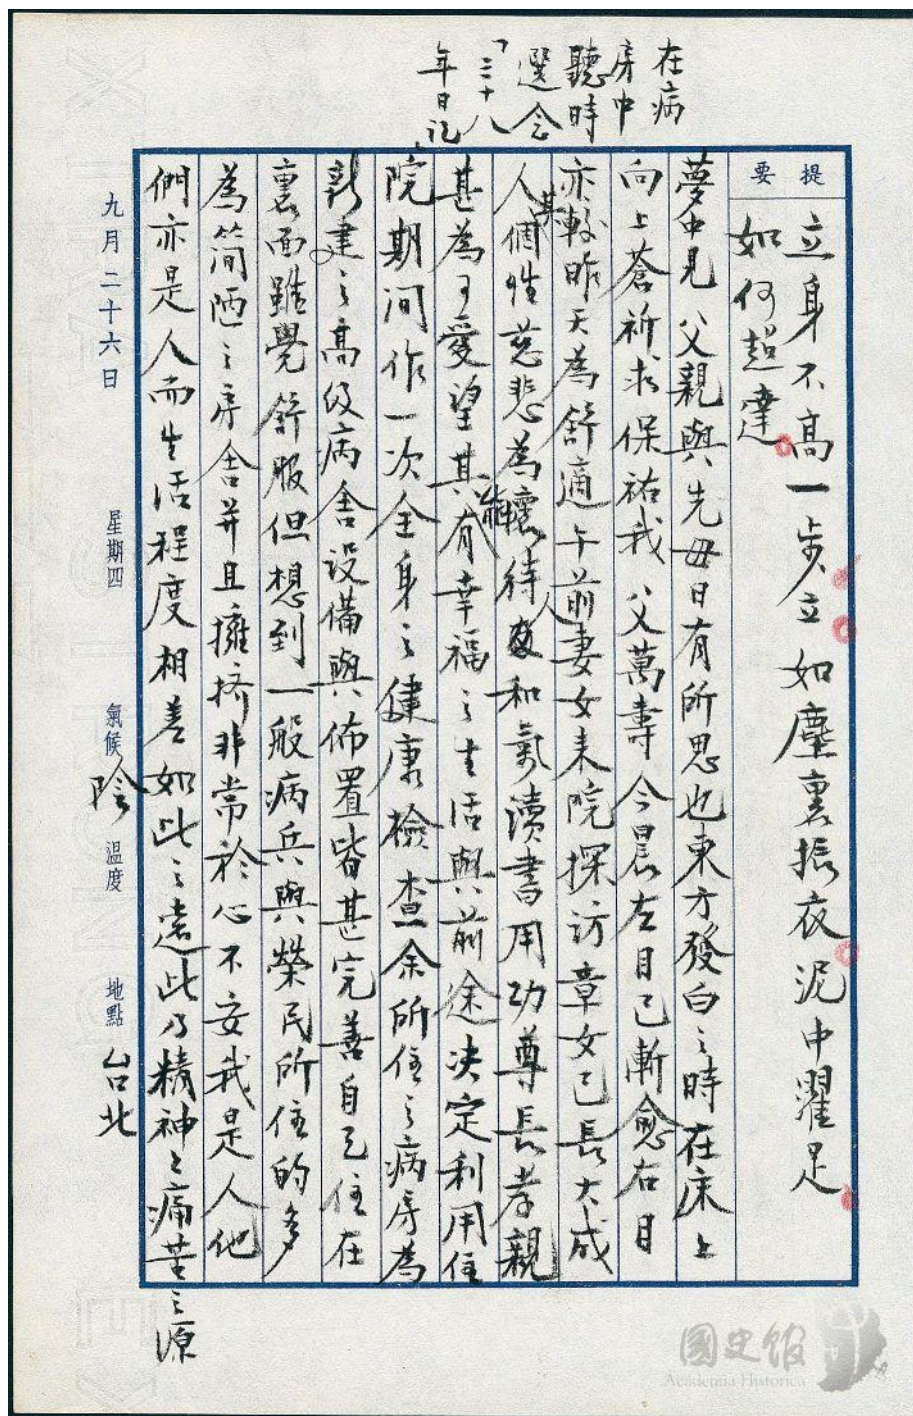 在病
房中
聽時
選念
「三十八
年日記」
提要
立身不高一步立如塵裏振衣泥中濯足
如何超達
夢中見 父親與先母日有所思也東方發白之時在床上
向上蒼祈求保祐我 父萬壽今晨左目已漸愈右目
亦較昨天為舒適午前妻女来院探访章女已長大成
人其個性慈悲為懷待人和氣讀書用功尊長孝親
甚為可愛望其能有幸福之生活與前途决定利用住
院期间作一次全身之健康檢查余所住之病房為
新建之高级病舍設備與佈置皆甚完善自己住在
裏面雖覺舒服但想到一般病兵與榮民所住的多
為简陋之房舍并且擁挤非常於心不安我是人他
們亦是人而生活程度相差如此之遠此乃精神之痛苦之源
九月二十六日
星期四
氣候 陰
温度
地點 台北
國史館
Academia Historica